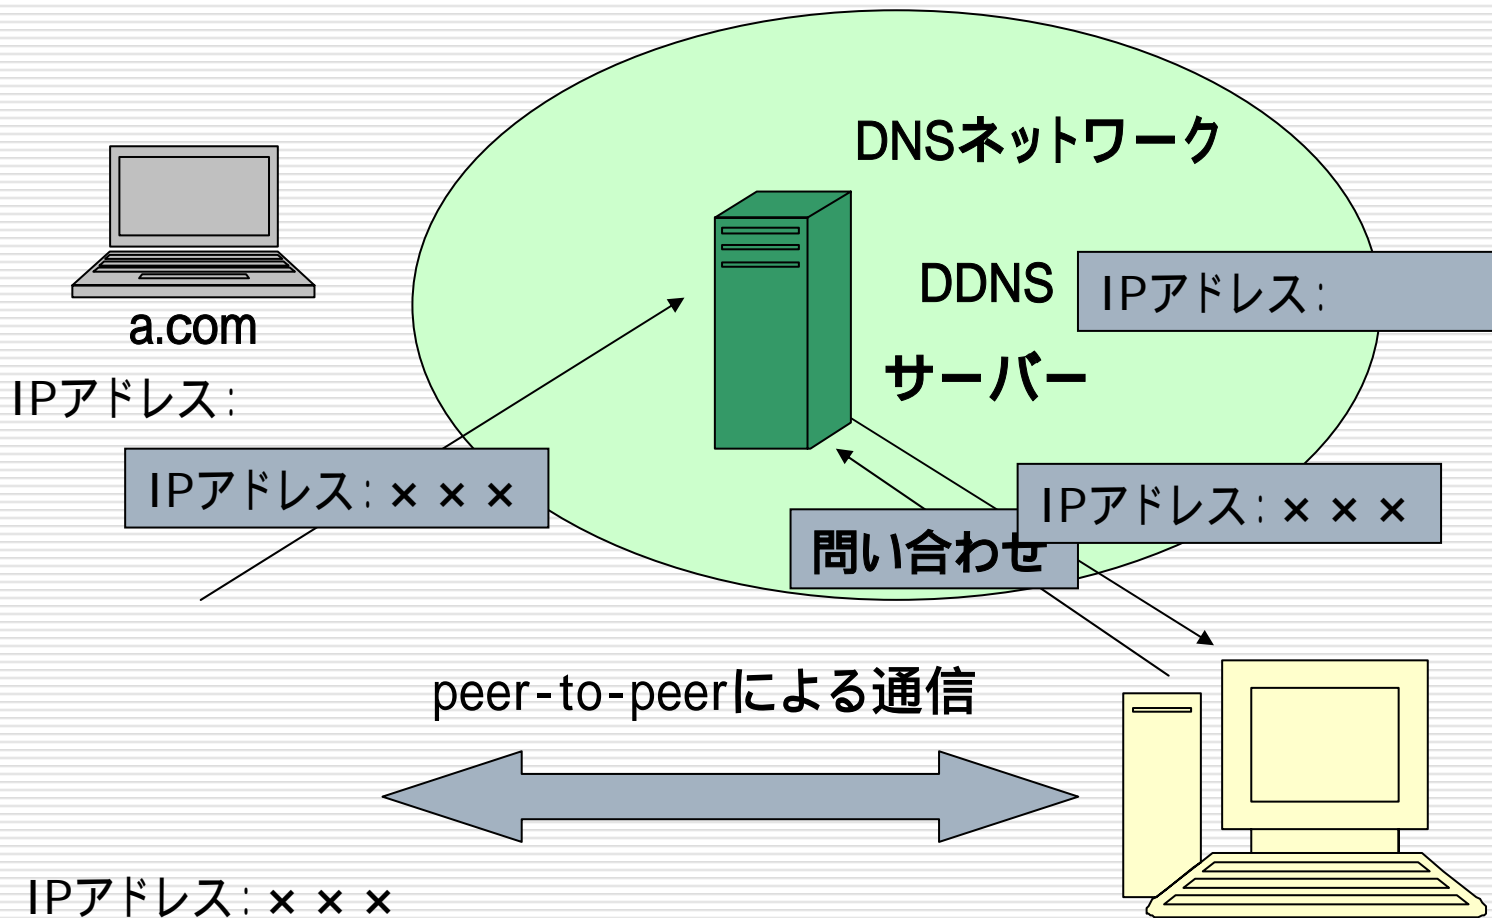 DNSネットワーク
DDNS
サーバー
IPアドレス:
a.com
IPアドレス:
IPアドレス:×××
IPアドレス:×××
問い合わせ
peer-to-peerによる通信
IPアドレス:×××